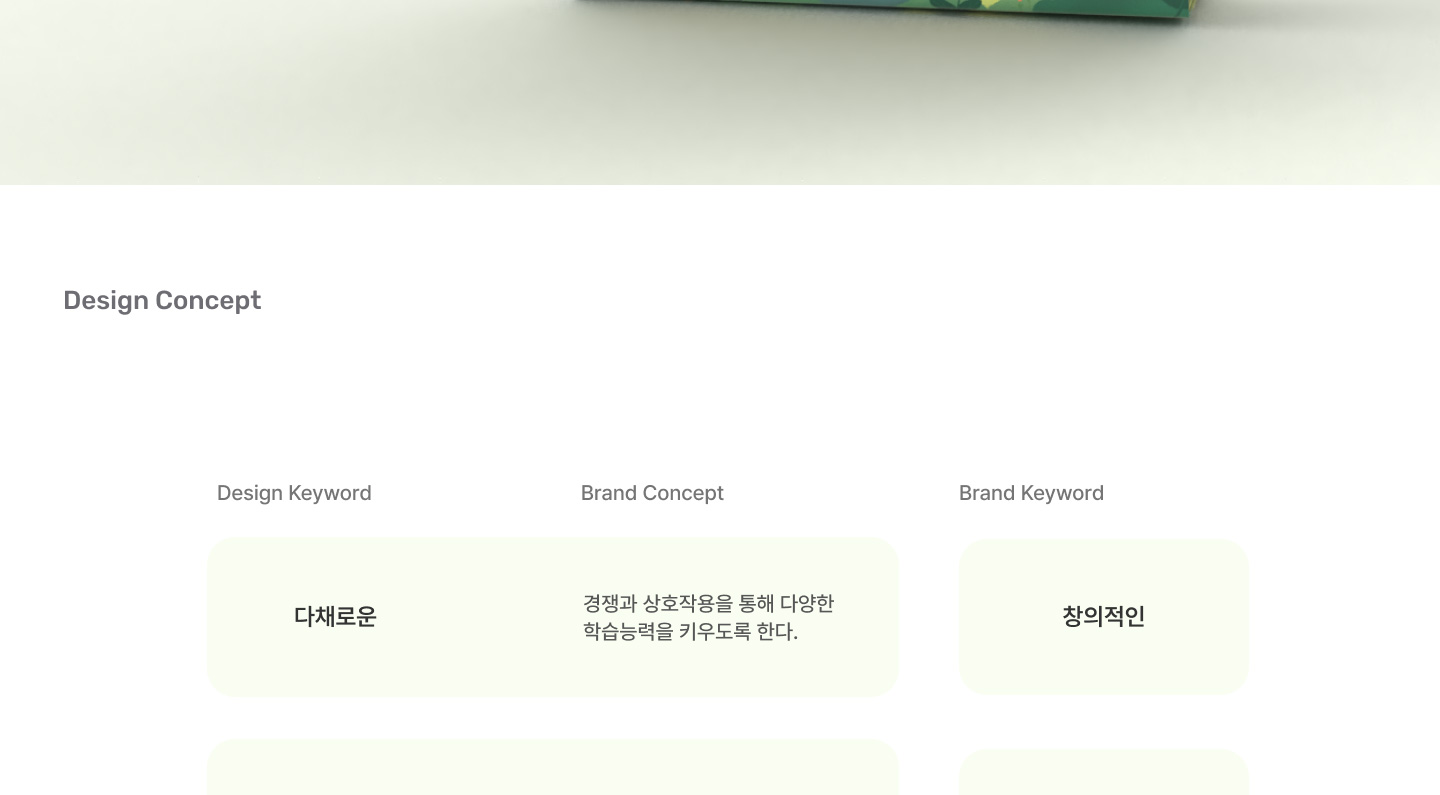 Design Concept
Design Keyword
Brand Concept
Brand Keyword
다채로운
경쟁과 상호작용을 통해 다양한
학습능력을 키우도록 한다.
창의적인